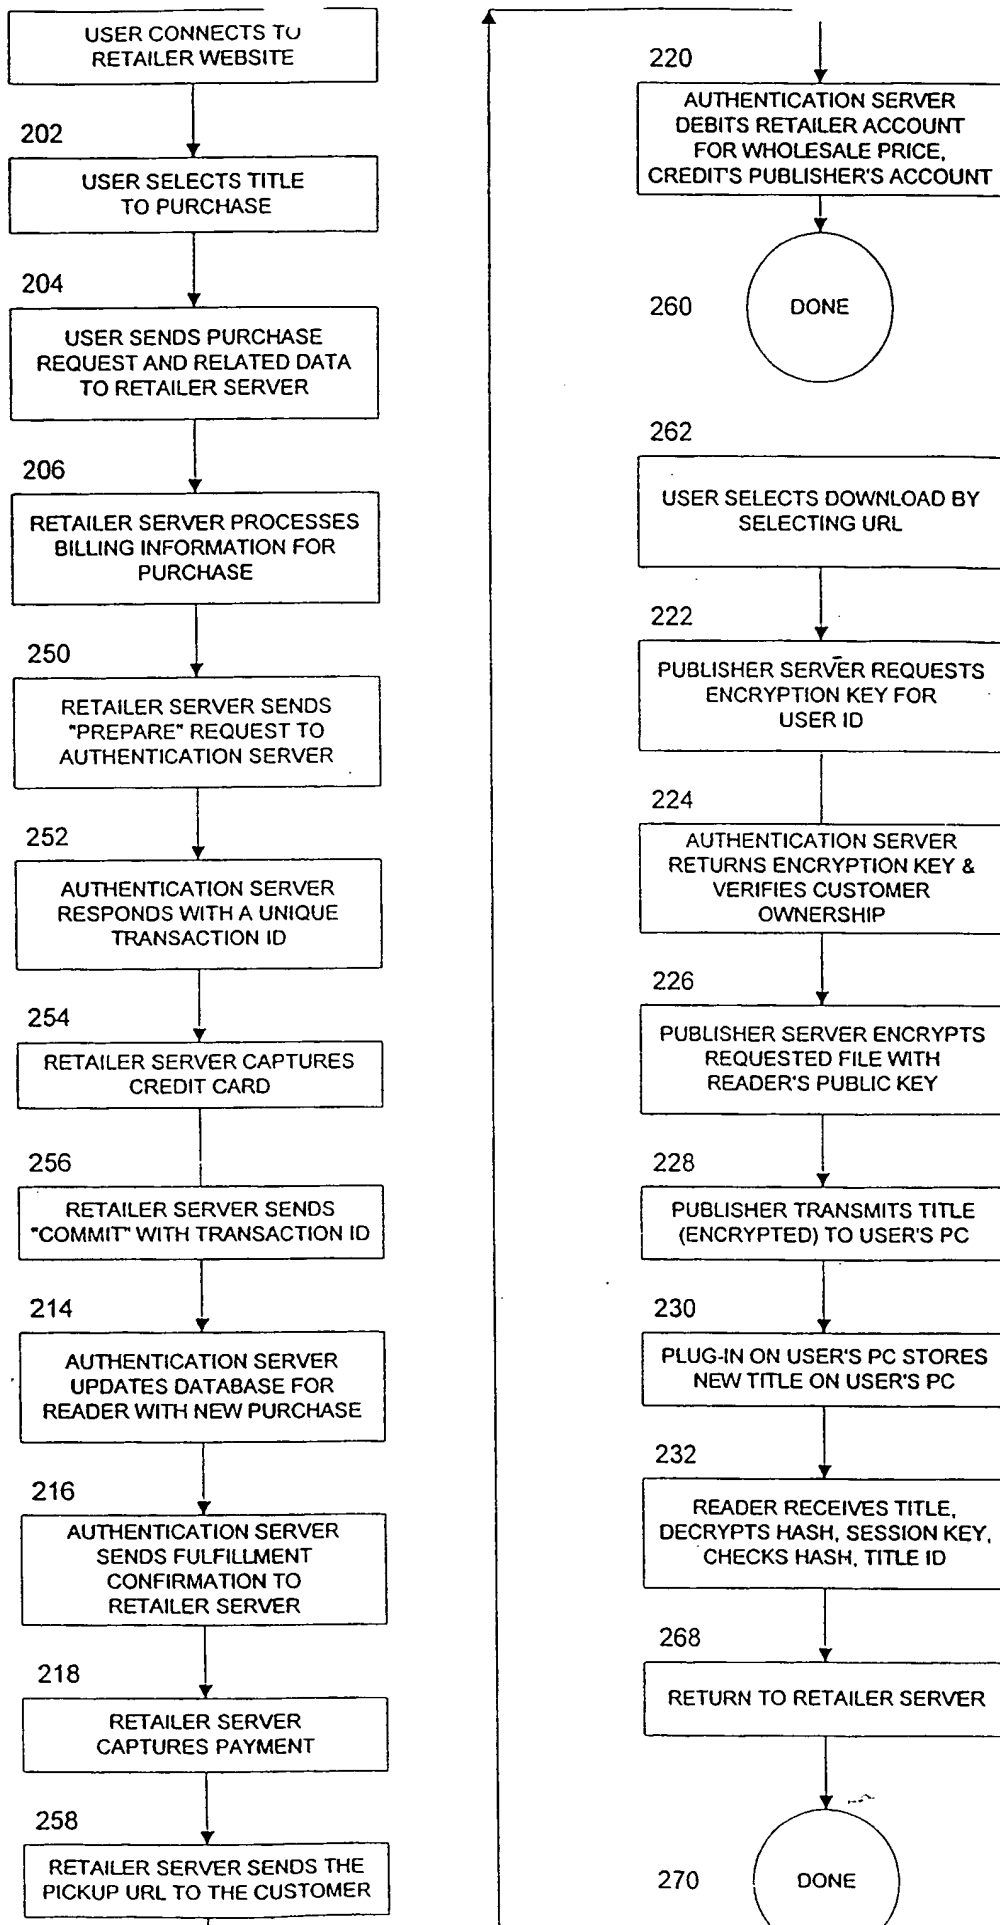 USER CONNECTS TO
RETAILER WEBSITE
202
USER SELECTS TITLE
TO PURCHASE
204
USER SENDS PURCHASE
REQUEST AND RELATED DATA
TO RETAILER SERVER
206
RETAILER SERVER PROCESSES
BILLING INFORMATION FOR
PURCHASE
250
RETAILER SERVER SENDS
"PREPARE" REQUEST TO
AUTHENTICATION SERVER
252
AUTHENTICATION SERVER
RESPONDS WITH A UNIQUE
TRANSACTION ID
254
RETAILER SERVER CAPTURES
CREDIT CARD
256
RETAILER SERVER SENDS
"COMMIT" WITH TRANSACTION ID
214
AUTHENTICATION SERVER
UPDATES DATABASE FOR
READER WITH NEW PURCHASE
216
AUTHENTICATION SERVER
SENDS FULFILLMENT
CONFIRMATION TO
RETAILER SERVER
218
RETAILER SERVER
CAPTURES PAYMENT
258
RETAILER SERVER SENDS THE
PICKUP URL TO THE CUSTOMER
220
AUTHENTICATION SERVER
DEBITS RETAILER ACCOUNT
FOR WHOLESALE PRICE,
CREDIT'S PUBLISHER'S ACCOUNT
260
DONE
262
USER SELECTS DOWNLOAD BY
SELECTING URL
222
PUBLISHER SERVER REQUESTS
ENCRYPTION KEY FOR
USER ID
224
AUTHENTICATION SERVER
RETURNS ENCRYPTION KEY &
VERIFIES CUSTOMER
OWNERSHIP
226
PUBLISHER SERVER ENCRYPTS
REQUESTED FILE WITH
READER'S PUBLIC KEY
228
PUBLISHER TRANSMITS TITLE
(ENCRYPTED) TO USER'S PC
230
PLUG-IN ON USER'S PC STORES
NEW TITLE ON USER'S PC
232
READER RECEIVES TITLE,
DECRYPTS HASH, SESSION KEY,
CHECKS HASH, TITLE ID
268
RETURN TO RETAILER SERVER
270
DONE